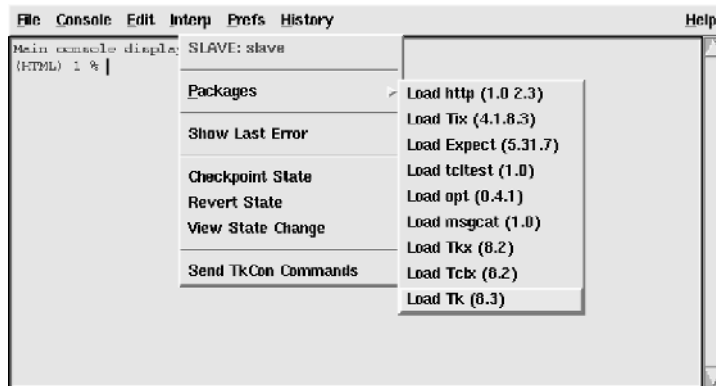 File Console Edit Interp Prefs History Help
Main console display
(HTML) 1 %
SLAVE: slave
Packages
Show Last Error
Checkpoint State
Revert State
View State Change
Send TkCon Commands
Load http (1.0 2.3)
Load Tix (4.1.8.3)
Load Expect (5.31.7)
Load tcltest (1.0)
Load opt (0.4.1)
Load msgcat (1.0)
Load Tkx (8.2)
Load Tclx (8.2)
Load Tk (8.3)